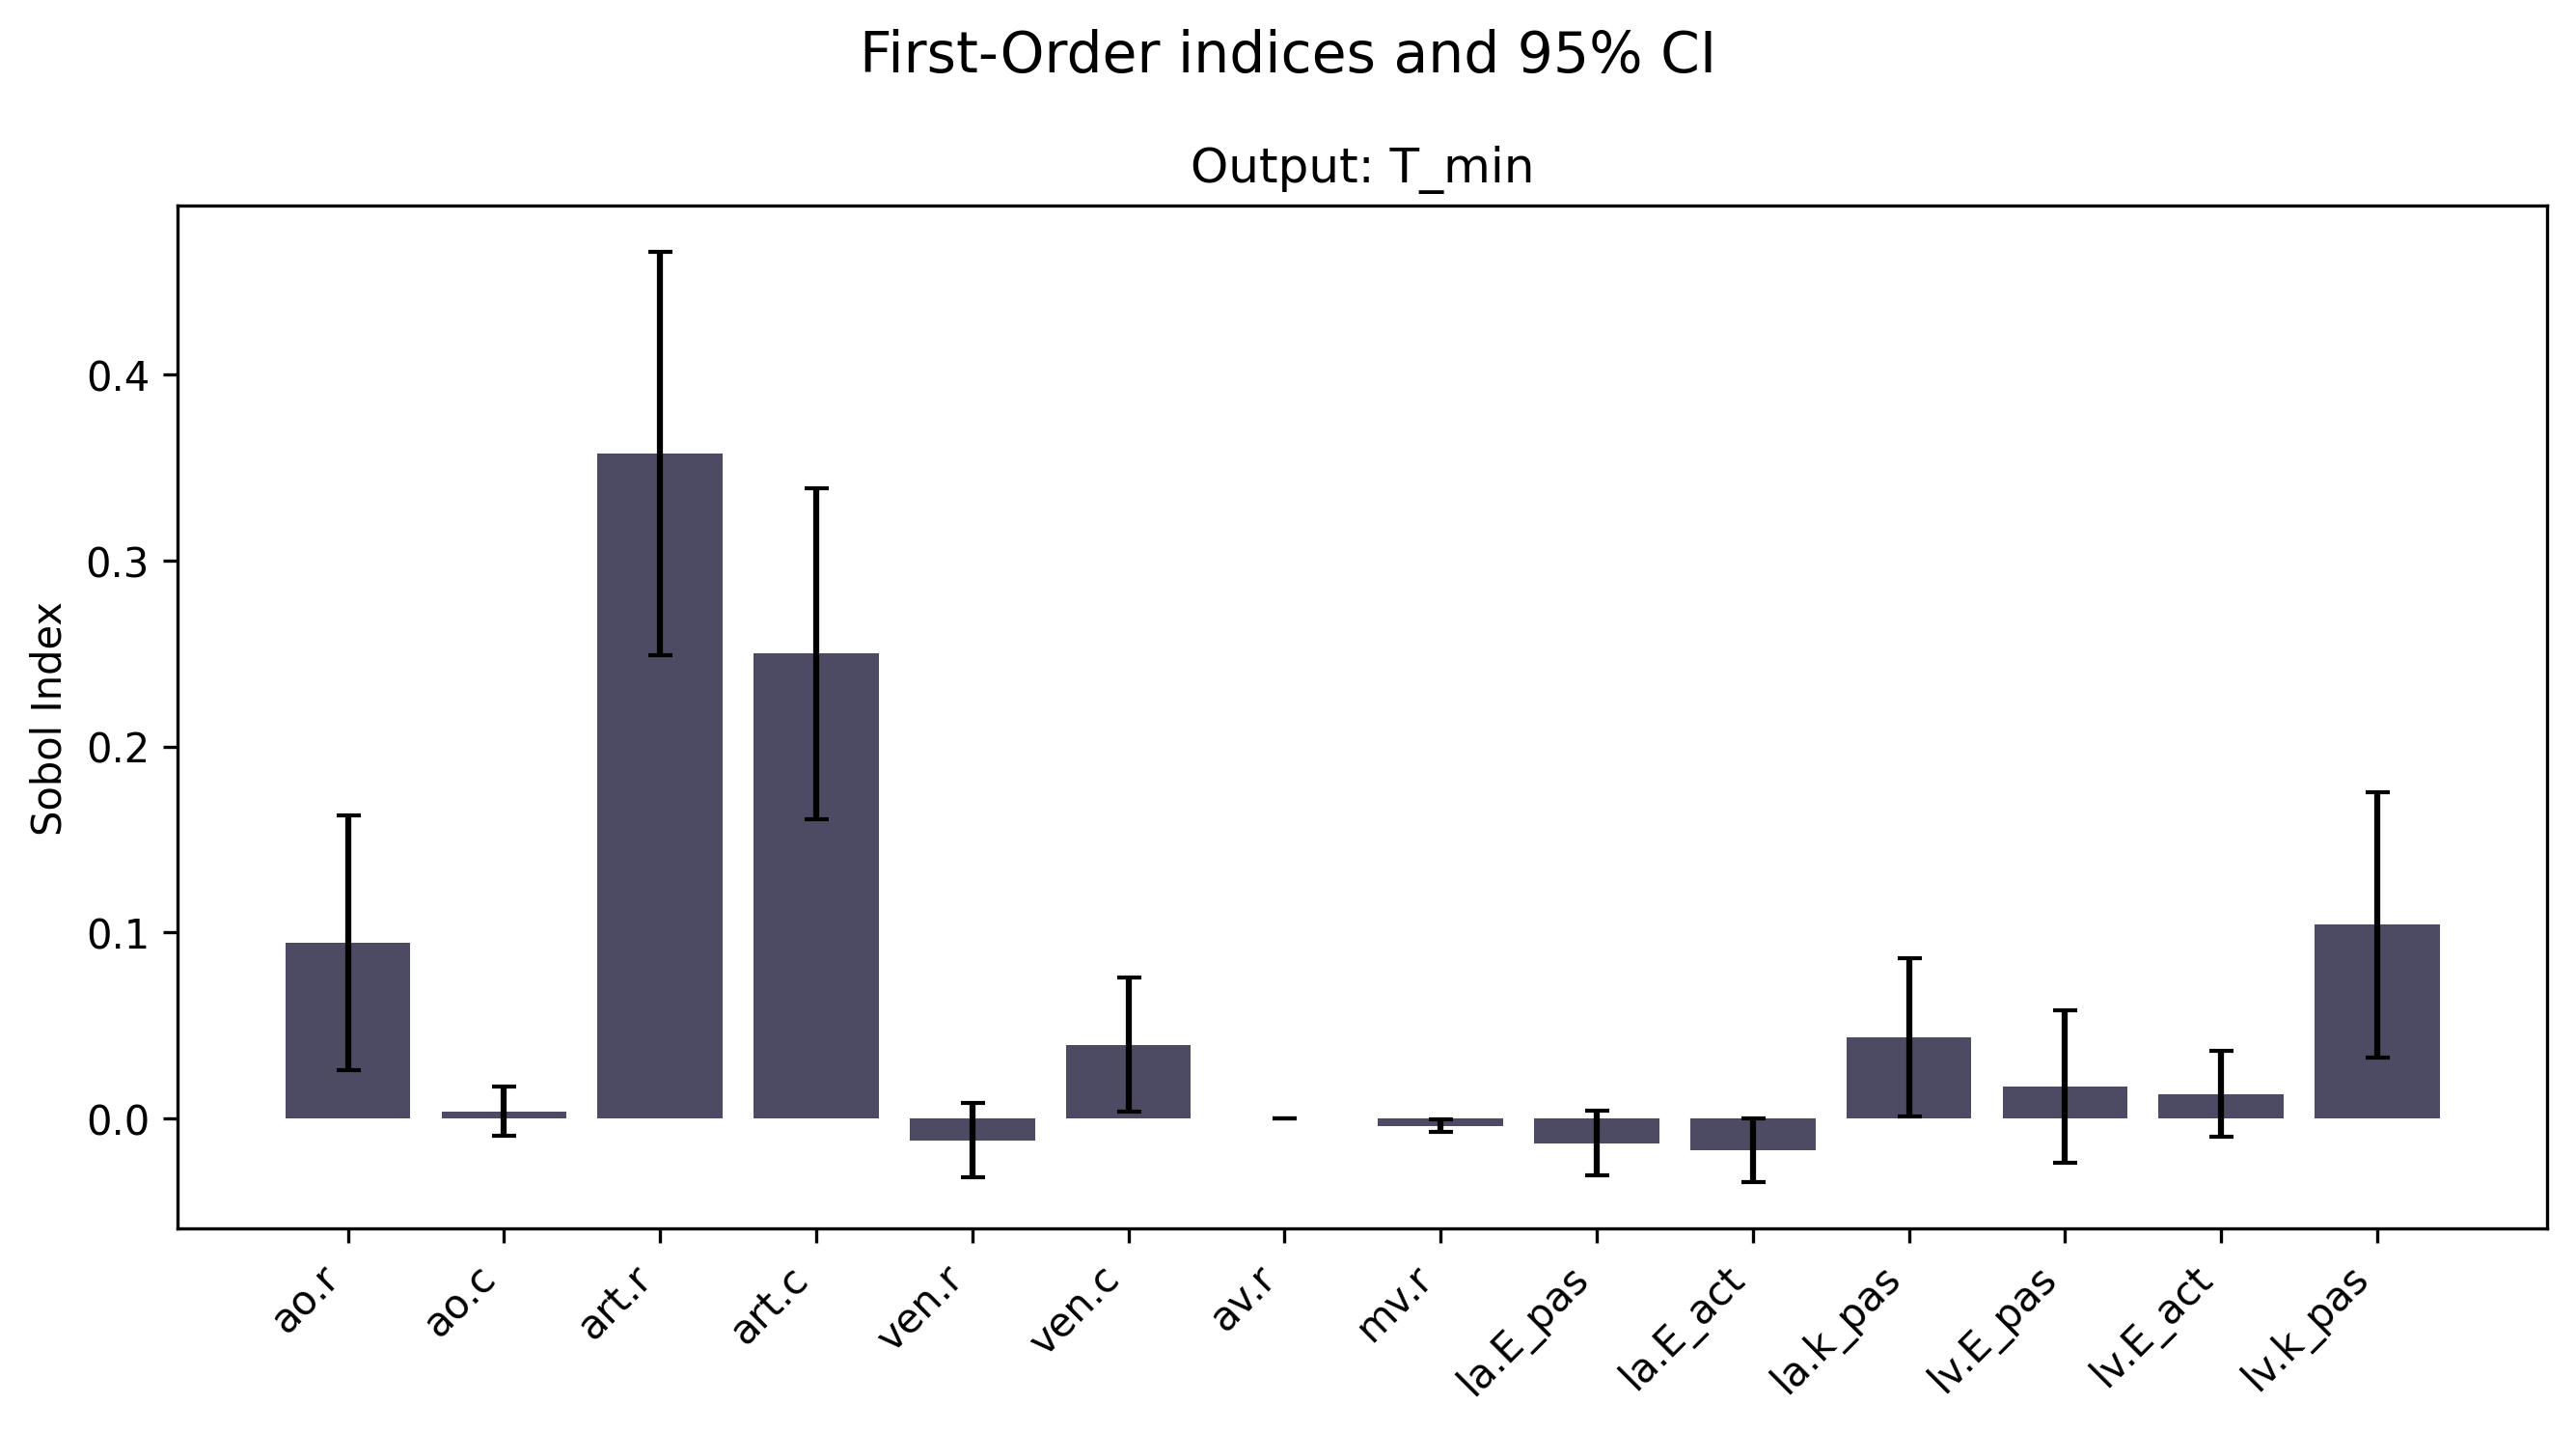 First-Order indices and 95% CI
Output: T_min
Sobol Index
0.4
0.3
0.2
0.1
0.0
ao.r
ao.c
art.r
art.c
ven.r
ven.c
av.r
mv.r
la.E_pas
la.E_act
la.k_pas
lv.E_pas
lv.E_act
lv.k_pas